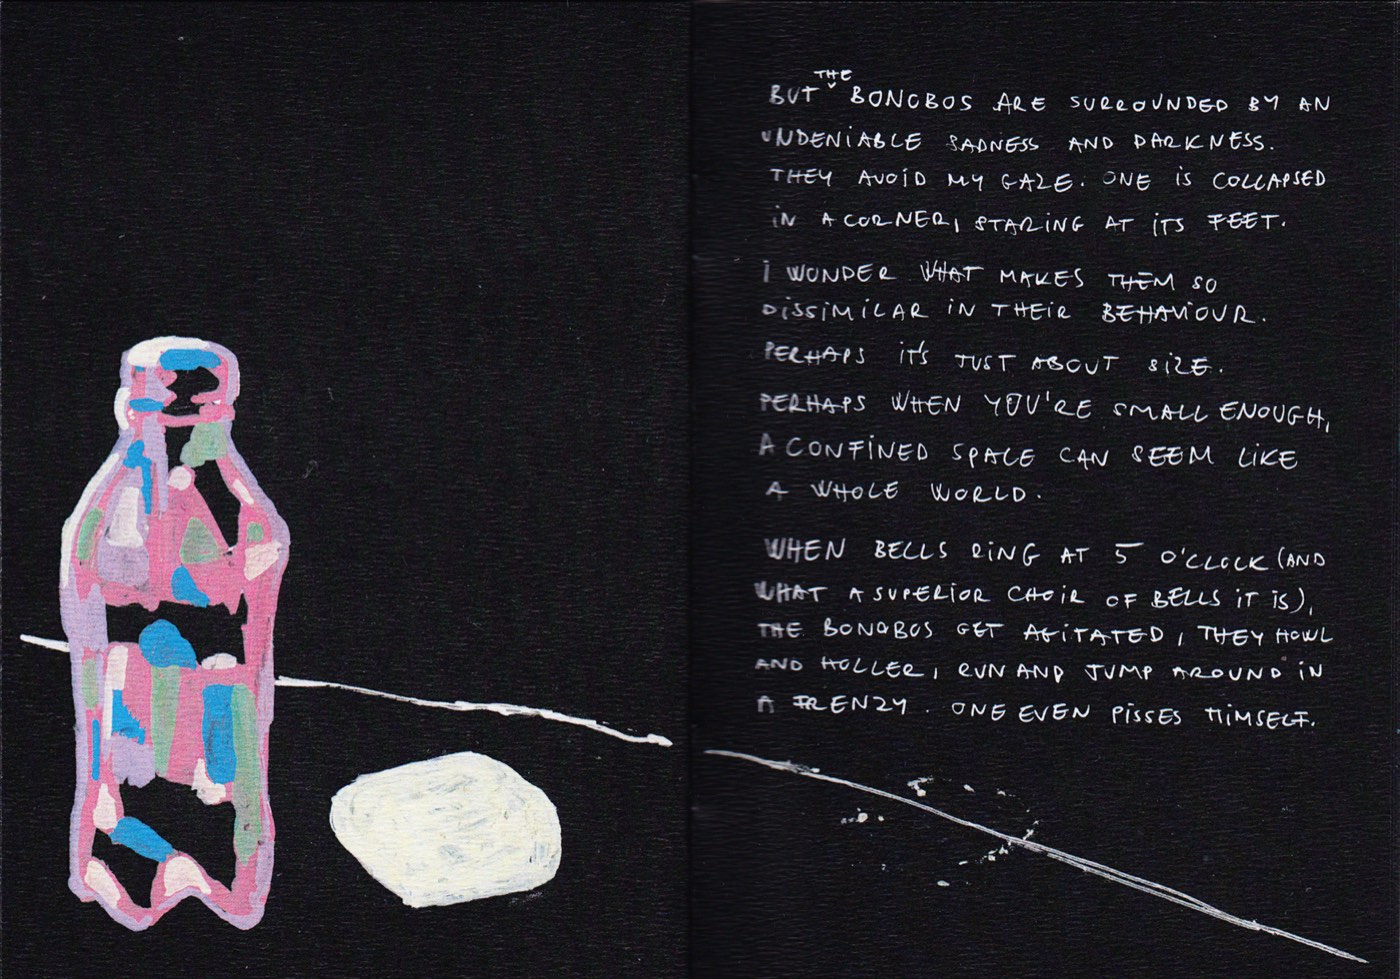 BUT THE BONOBOS ARE SURROUNDED BY AN
UNDENIABLE SADNESS AND DARKNESS.
THEY AVOID MY GAZE. ONE IS COLLAPSED
IN A CORNER, STARING AT ITS FEET.
I WONDER WHAT MAKES THEM SO
DISSIMILAR IN THEIR BEHAVIOUR.
PERHAPS IT'S JUST ABOUT SIZE.
PERHAPS WHEN YOU'RE SMALL ENOUGH,
A CONFINED SPACE CAN SEEM LIKE
A WHOLE WORLD.
WHEN BELLS RING AT 5 O'CLOCK (AND
WHAT A SUPERIOR CHOIR OF BELLS IT IS),
THE BONOBOS GET AGITATED, THEY HOWL
AND HOLLER, RUN AND JUMP AROUND IN
A FRENZY. ONE EVEN PISSES HIMSELF.